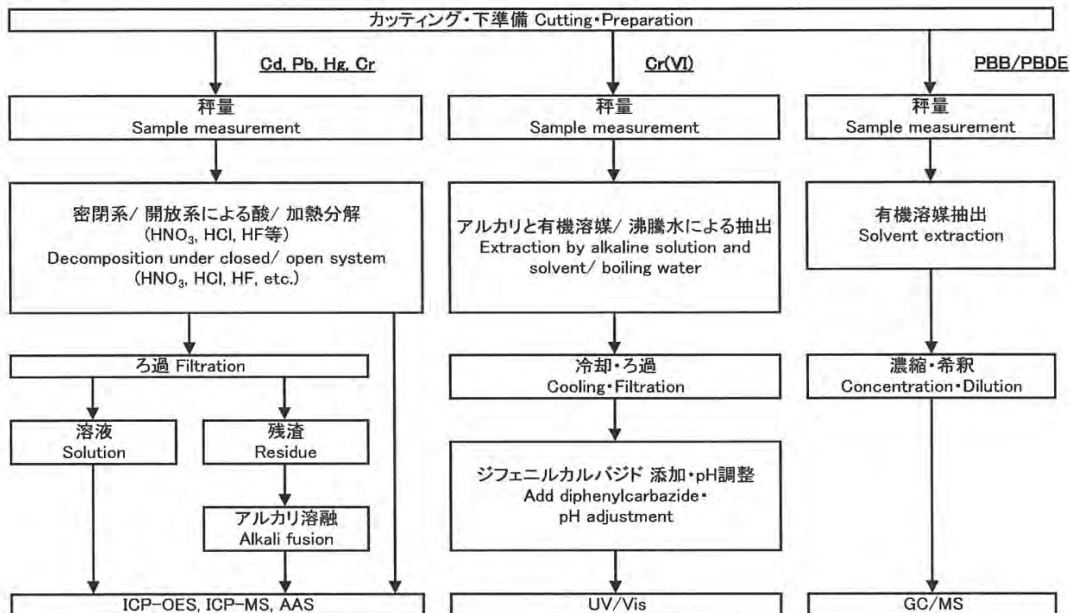 カッティング・下準備 Cutting・Preparation
Cd, Pb, Hg, Cr
Cr(VI)
PBB/PBDE
秤量
Sample measurement
秤量
Sample measurement
秤量
Sample measurement
密閉系/ 開放系による酸/ 加熱分解
(HNO₃, HCl, HF等)
Decomposition under closed/ open system
(HNO₃, HCl, HF, etc.)
アルカリと有機溶媒/ 沸騰水による抽出
Extraction by alkaline solution and
solvent/ boiling water
有機溶媒抽出
Solvent extraction
ろ過 Filtration
冷却・ろ過
Cooling・Filtration
濃縮・希釈
Concentration・Dilution
溶液
Solution
残渣
Residue
ジフェニルカルバジド 添加・pH調整
Add diphenylcarbazide・
pH adjustment
アルカリ溶融
Alkali fusion
ICP-OES, ICP-MS, AAS
UV/Vis
GC/MS